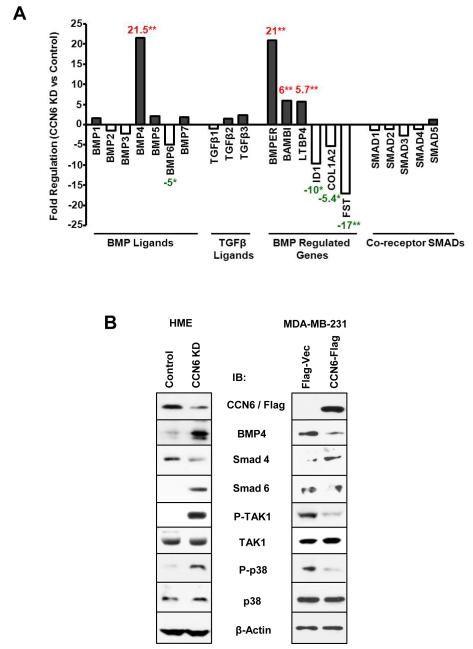 A
Fold Regulation (CCN6 KD vs Control)
25
20
15
10
5
0
-5
-10
-15
-20
-25
21.5**
21**
6**
5.7**
-5*
-10*
-5.4*
-17**
BMP1
BMP2
BMP3
BMP4
BMP5
BMP6
BMP7
TGFβ1
TGFβ2
TGFβ3
BMPER
BAMBI
LTBP4
ID1
COL1A2
FST
SMAD1
SMAD2
SMAD3
SMAD4
SMAD5
BMP Ligands
TGFβ
Ligands
BMP Regulated
Genes
Co-receptor SMADs
B
HME
MDA-MB-231
Control
CCN6 KD
IB:
Flag-Vec
CCN6-Flag
CCN6 / Flag
BMP4
Smad 4
Smad 6
P-TAK1
TAK1
P-p38
p38
β-Actin